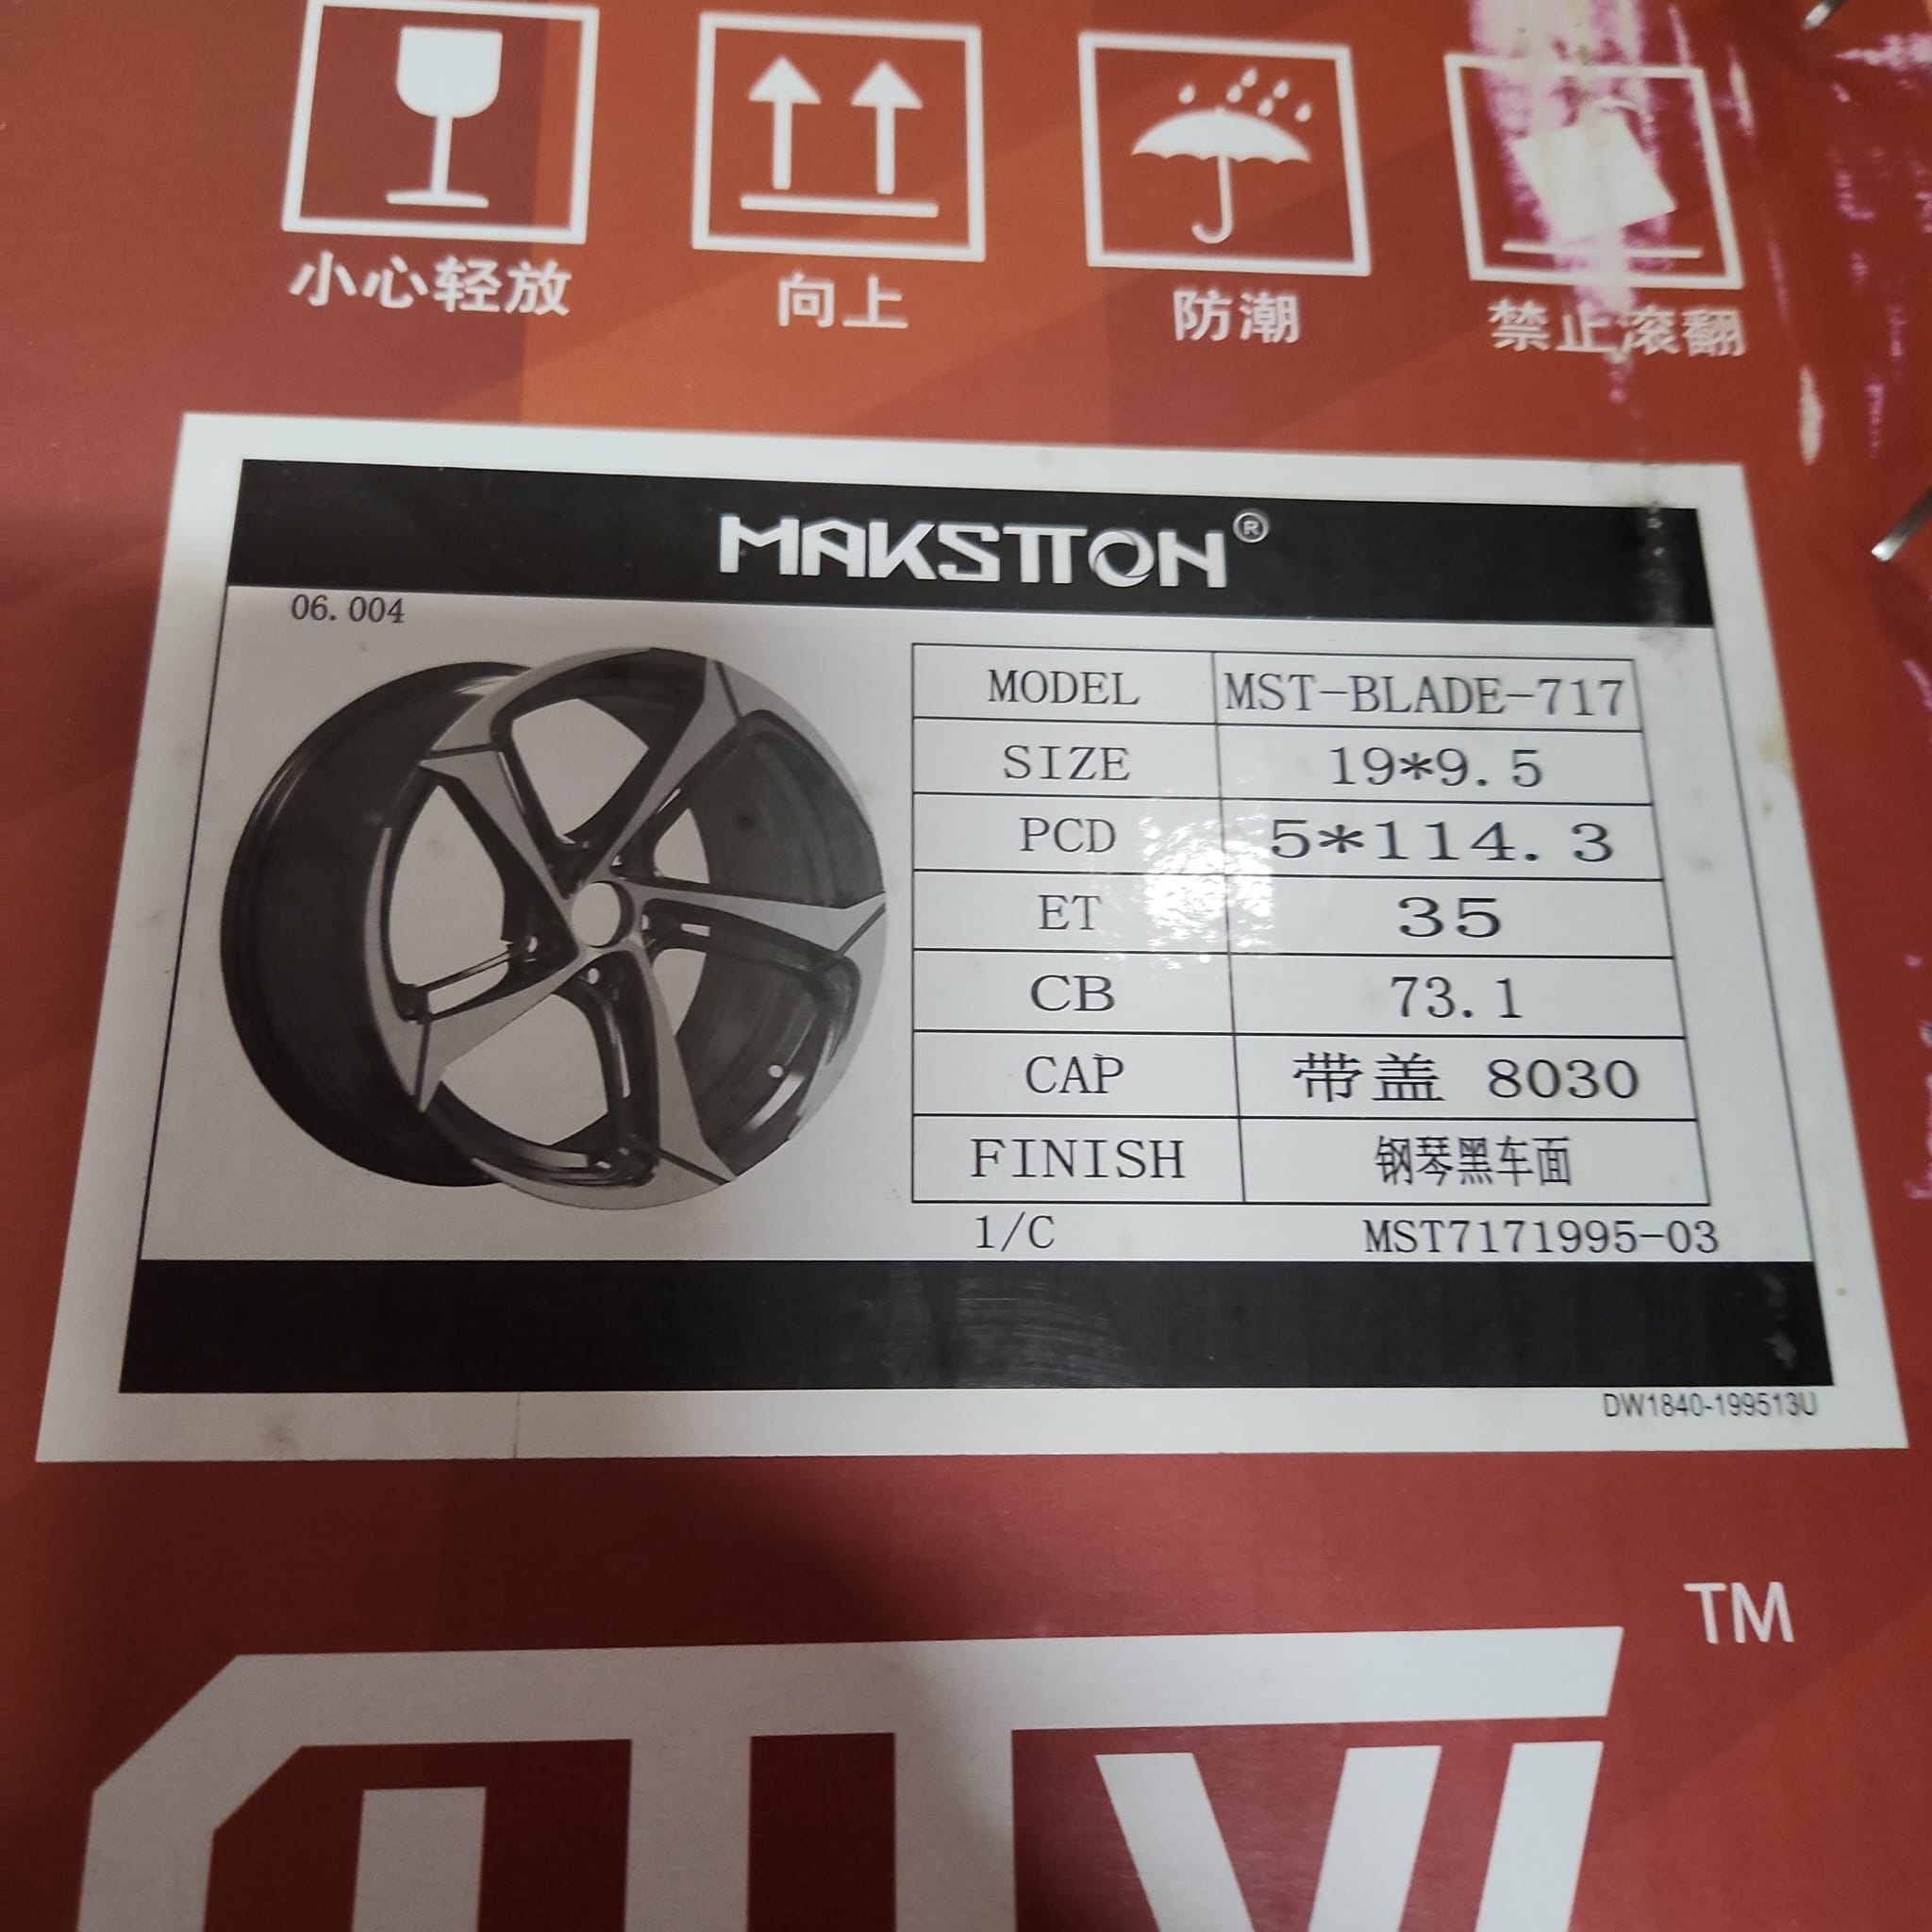 小心轻放 向上 防潮 禁止滚翻
MAKSTTON®
06.004
MODEL MST-BLADE-717
SIZE 19*9.5
PCD 5*114.3
ET 35
CB 73.1
CAP 带盖 8030
FINISH 钢琴黑车面
1/C MST7171995-03
DW1840-199513U
TM